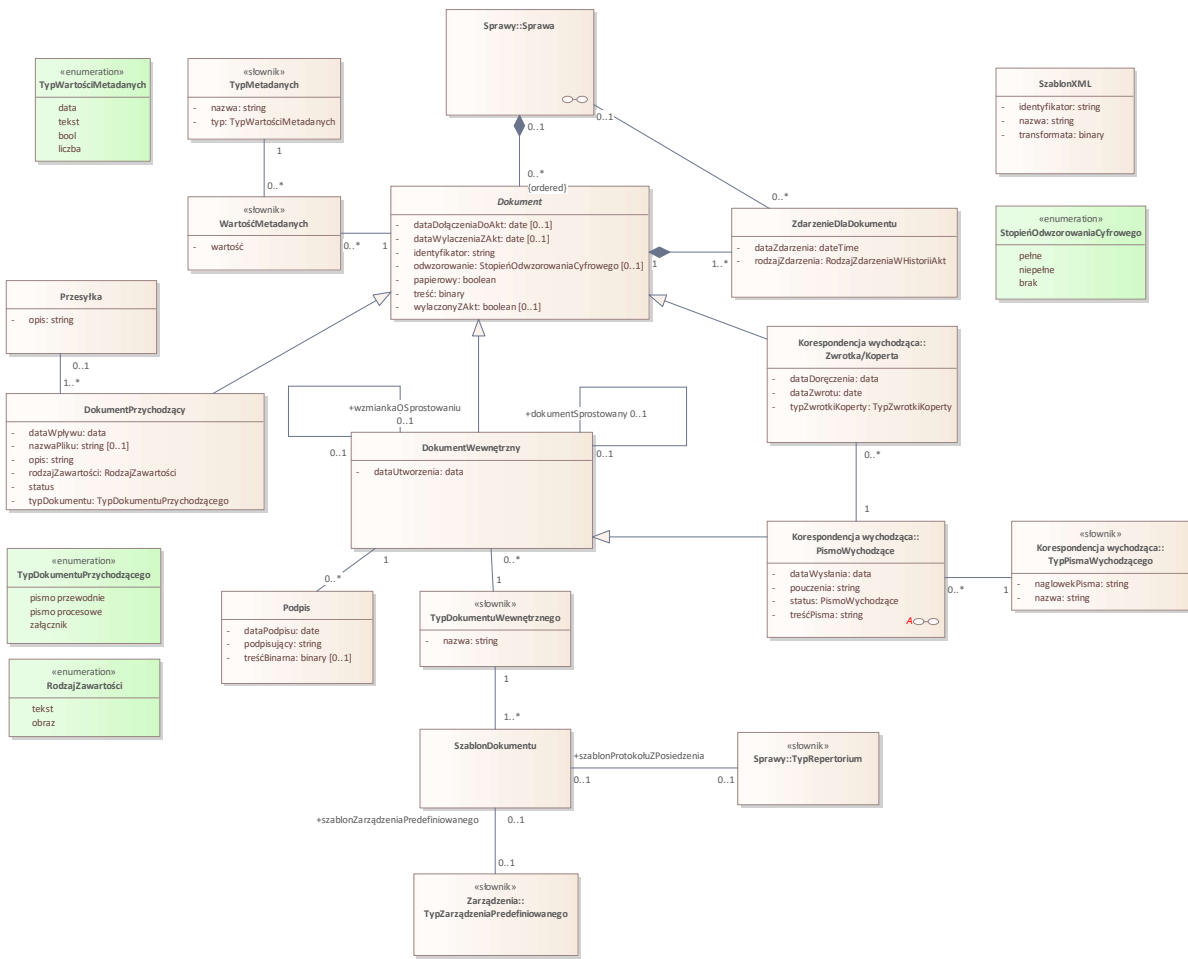 Sprawy::Sprawa
0..1
0..1
0..*
{ordered}
0..*
«enumeration»
TypWartościMetadanych
data
tekst
bool
liczba
«słownik»
TypMetadanych
- nazwa: string
- typ: TypWartościMetadanych
1
0..*
«słownik»
WartośćMetadanych
- wartość
0..*
1
Dokument
- dataDołączeniaDoAkt: date [0..1]
- dataWylaczeniaZAkt: date [0..1]
- identyfikator: string
- odwzorowanie: StopieńOdwzorowaniaCyfrowego [0..1]
- papierowy: boolean
- treść: binary
- wylaczonyZAkt: boolean [0..1]
1
1..*
ZdarzenieDlaDokumentu
- dataZdarzenia: dateTime
- rodzajZdarzenia: RodzajZdarzeniaWHistoriiAkt
SzablonXML
- identyfikator: string
- nazwa: string
- transformata: binary
«enumeration»
StopieńOdwzorowaniaCyfrowego
pełne
niepełne
brak
Przesyłka
- opis: string
0..1
1..*
DokumentPrzychodzący
- dataWpływu: data
- nazwaPliku: string [0..1]
- opis: string
- rodzajZawartości: RodzajZawartości
- status
- typDokumentu: TypDokumentuPrzychodzącego
+wzmiankaOSprostowaniu
0..1
0..1
+dokumentSprostowany 0..1
0..1
DokumentWewnętrzny
- dataUtworzenia: data
Korespondencja wychodząca::
Zwrotka/Koperta
- dataDoręczenia: data
- dataZwrotu: date
- typZwrotkiKoperty: TypZwrotkiKoperty
0..*
1
Korespondencja wychodząca::
PismoWychodzące
- dataWysłania: data
- pouczenia: string
- status: PismoWychodzące
- treśćPisma: string
A
0..*
1
«słownik»
Korespondencja wychodząca::
TypPismaWychodzącego
- naglowekPisma: string
- nazwa: string
«enumeration»
TypDokumentuPrzychodzącego
pismo przewodnie
pismo procesowe
załącznik
«enumeration»
RodzajZawartości
tekst
obraz
1
0..*
Podpis
- dataPodpisu: date
- podpisujący: string
- treśćBinarna: binary [0..1]
0..*
1
«słownik»
TypDokumentuWewnętrznego
- nazwa: string
1
1..*
SzablonDokumentu
+szablonProtokołuZPosiedzenia
0..1
0..1
«słownik»
Sprawy::TypRepertorium
+szablonZarządzeniaPredefiniowanego
0..1
0..1
«słownik»
Zarządzenia::
TypZarządzeniaPredefiniowanego